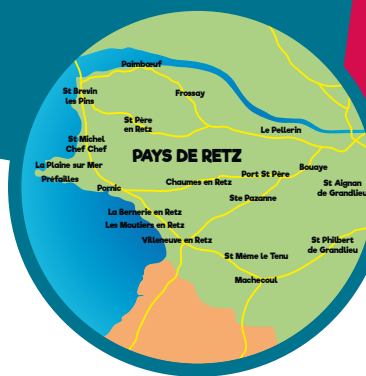 Paimbœuf
St Brevin
les Pins
Frossay
St Père
en Retz
Le Pellerin
St Michel
Chef Chef
PAYS DE RETZ
La Plaine sur Mer
Préfailles
Pornic
Chaumes en Retz
Port St Père
Bouaye
St Aignan
de Grandlieu
Ste Pazanne
La Bernerie en Retz
Les Moutiers en Retz
Villeneuve en Retz
St Philbert
de Grandlieu
St Même le Tenu
Machecoul